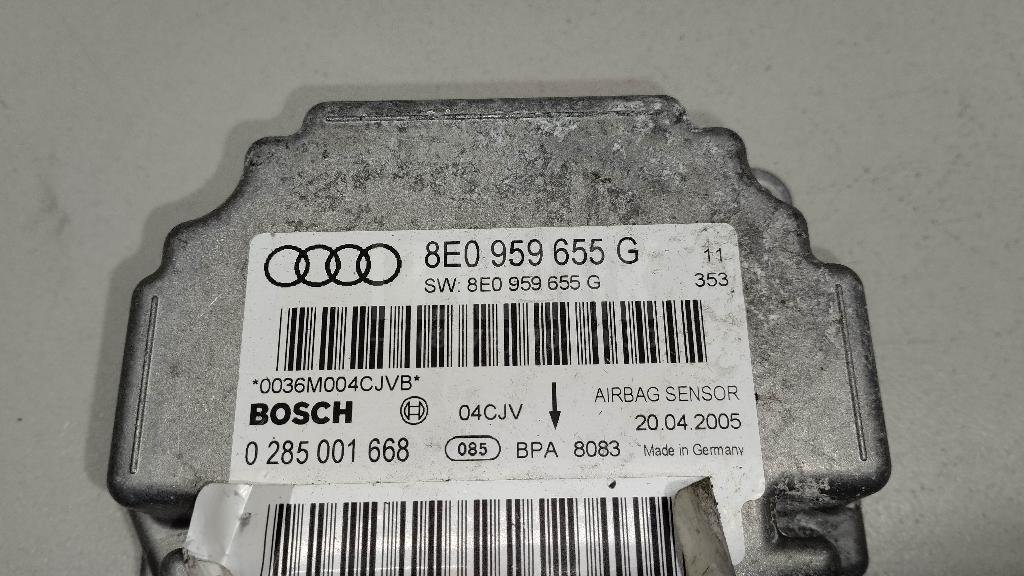 8E0 959 655 G 11
SW: 8E0 959 655 G 353
*0036M004CJVB*
BOSCH 04CJV AIRBAG SENSOR
20.04.2005
0 285 001 668 085 BPA 8083 Made in Germany